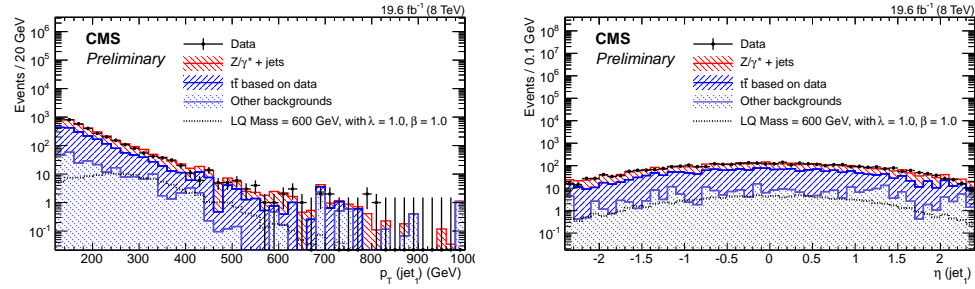 19.6 fb⁻¹ (8 TeV)
CMS
Preliminary
Data
Z/γ* + jets
tt̄ based on data
Other backgrounds
LQ Mass = 600 GeV, with λ = 1.0, β = 1.0
Events / 20 GeV
10⁶
10⁵
10⁴
10³
10²
10
1
10⁻¹
200 300 400 500 600 700 800 900 1000
p_T (jet₁) (GeV)
19.6 fb⁻¹ (8 TeV)
CMS
Preliminary
Data
Z/γ* + jets
tt̄ based on data
Other backgrounds
LQ Mass = 600 GeV, with λ = 1.0, β = 1.0
Events / 0.1 GeV
10⁸
10⁷
10⁶
10⁵
10⁴
10³
10²
10
1
10⁻¹
-2 -1.5 -1 -0.5 0 0.5 1 1.5 2
η (jet₁)